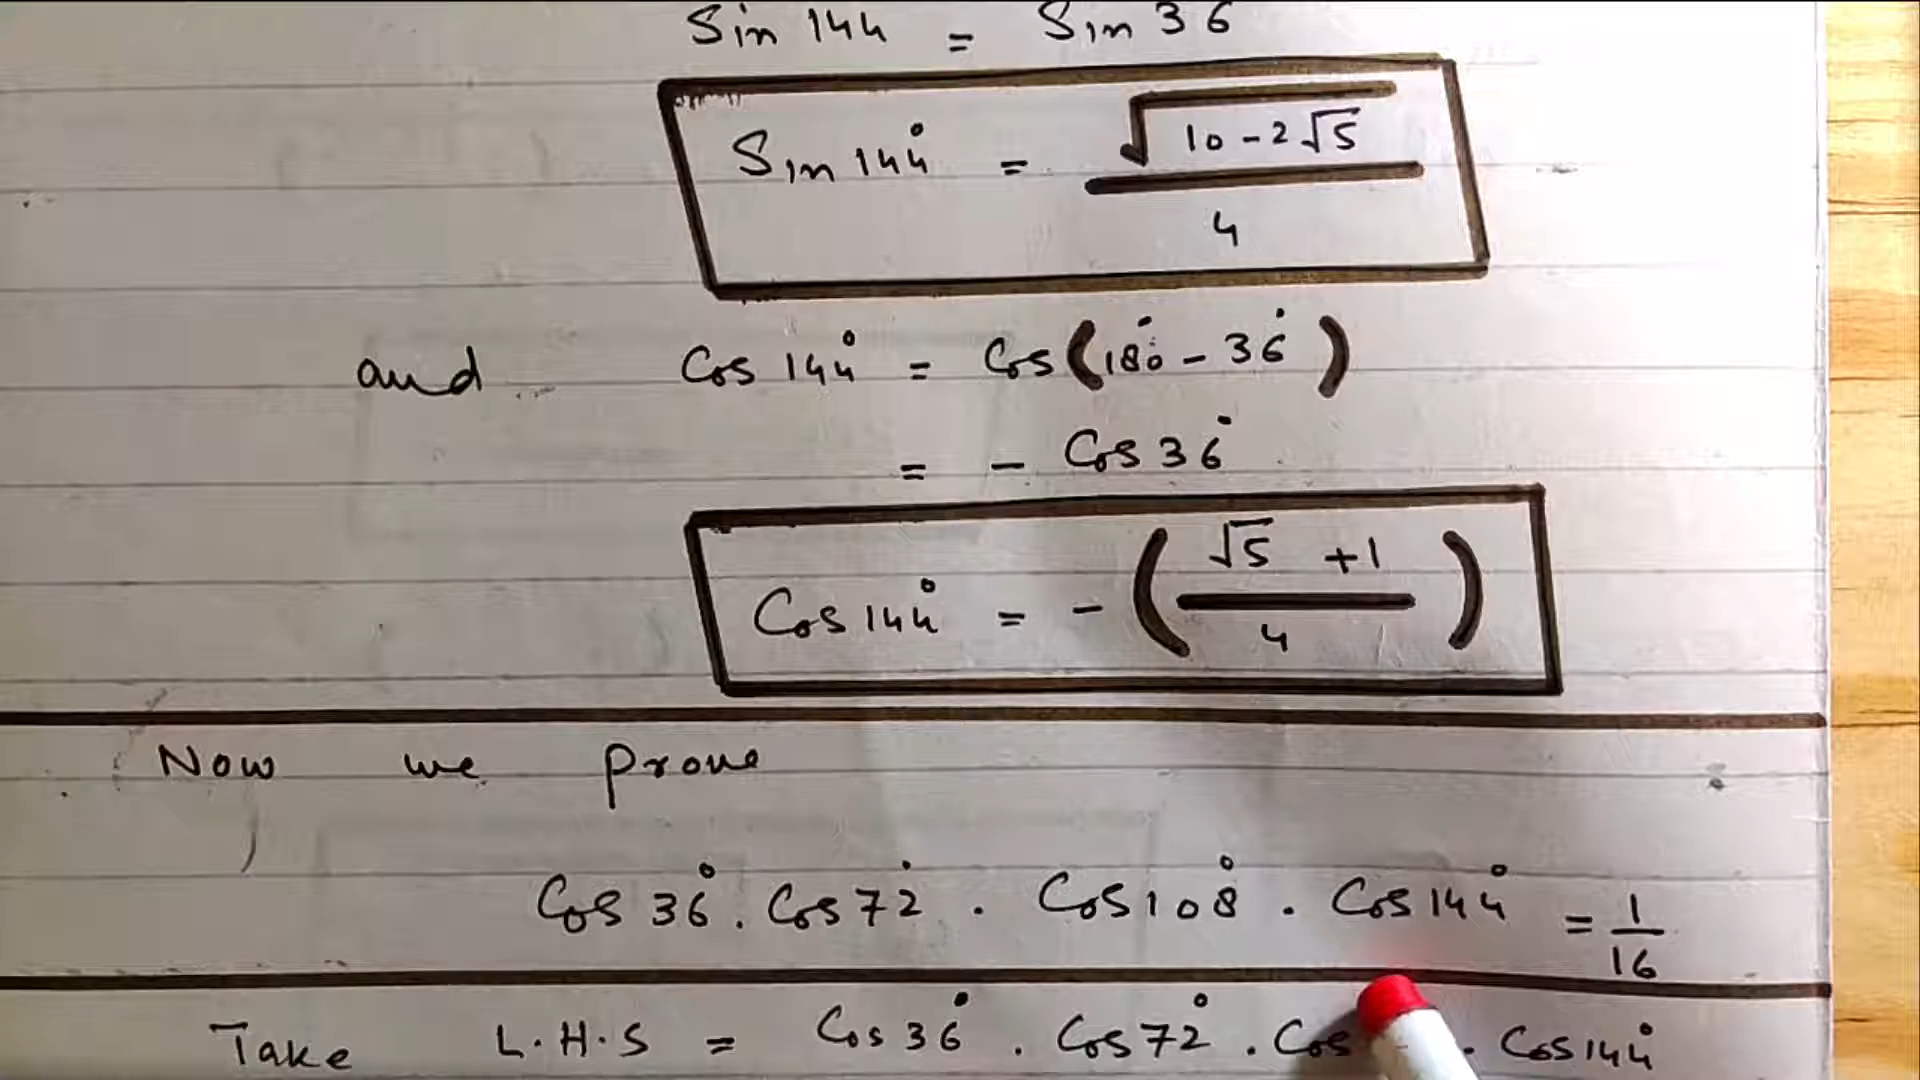 Sin 144 = Sin 36
Sin 144° = √(10 - 2√5) / 4
and Cos 144° = Cos (180° - 36°)
= - Cos 36°
Cos 144° = - ( (√5 + 1) / 4 )
Now we prove
Cos 36° . Cos 72° . Cos 108° . Cos 144° = 1/16
Take L.H.S = Cos 36° . Cos 72° . Cos . Cos 144°